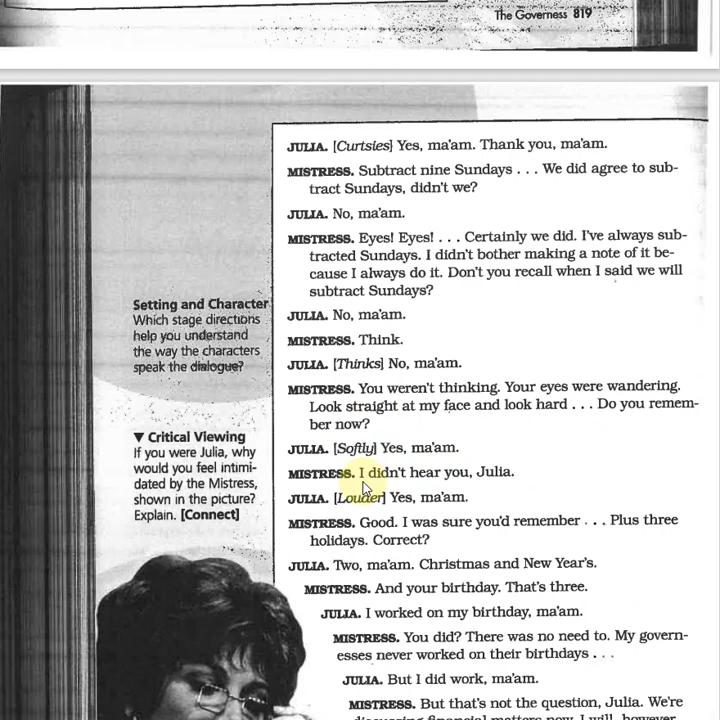 The Governess 819
JULIA. [Curtsies] Yes, ma'am. Thank you, ma'am.
MISTRESS. Subtract nine Sundays . . . We did agree to sub-
tract Sundays, didn't we?
JULIA. No, ma'am.
MISTRESS. Eyes! Eyes! . . . Certainly we did. I've always sub-
tracted Sundays. I didn't bother making a note of it be-
cause I always do it. Don't you recall when I said we will
subtract Sundays?
JULIA. No, ma'am.
MISTRESS. Think.
JULIA. [Thinks] No, ma'am.
MISTRESS. You weren't thinking. Your eyes were wandering.
Look straight at my face and look hard . . . Do you remem-
ber now?
JULIA. [Softly] Yes, ma'am.
MISTRESS. I didn't hear you, Julia.
JULIA. [Louder] Yes, ma'am.
MISTRESS. Good. I was sure you'd remember . . . Plus three
holidays. Correct?
JULIA. Two, ma'am. Christmas and New Year's.
MISTRESS. And your birthday. That's three.
JULIA. I worked on my birthday, ma'am.
MISTRESS. You did? There was no need to. My govern-
esses never worked on their birthdays . . .
JULIA. But I did work, ma'am.
MISTRESS. But that's not the question, Julia. We're
discussing financial matters now. I will, however,
Setting and Character
Which stage directions
help you understand
the way the characters
speak the dialogue?
▼ Critical Viewing
If you were Julia, why
would you feel intimi-
dated by the Mistress,
shown in the picture?
Explain. [Connect]